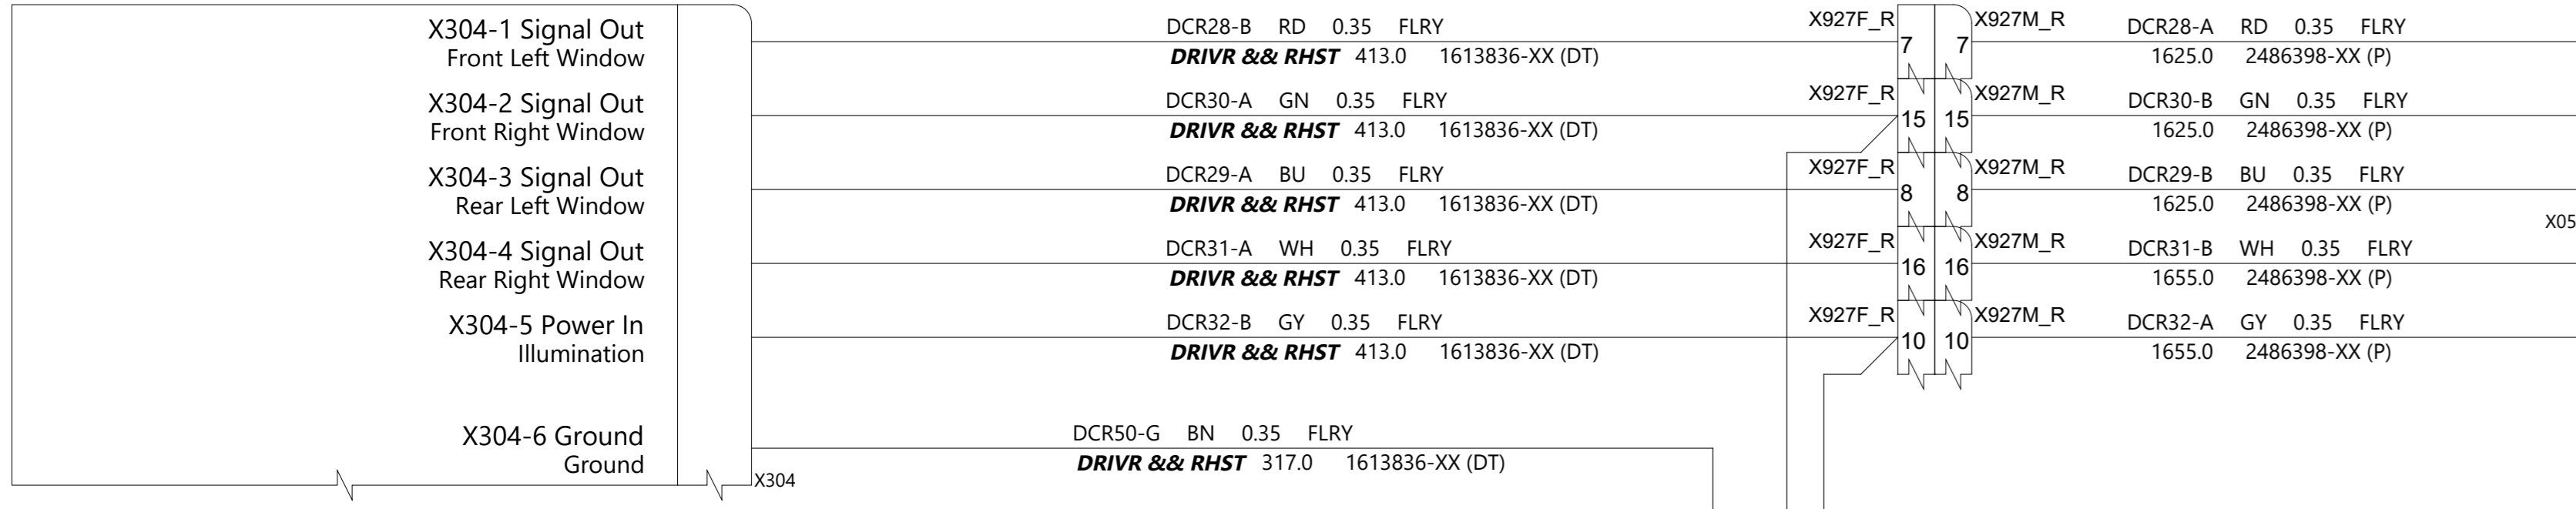 X304-1 Signal Out
Front Left Window
DCR28-B RD 0.35 FLRY
DRIVR && RHST 413.0 1613836-XX (DT)
X927F_R
7
7
X927M_R
DCR28-A RD 0.35 FLRY
1625.0 2486398-XX (P)
X304-2 Signal Out
Front Right Window
DCR30-A GN 0.35 FLRY
DRIVR && RHST 413.0 1613836-XX (DT)
X927F_R
15
15
X927M_R
DCR30-B GN 0.35 FLRY
1625.0 2486398-XX (P)
X304-3 Signal Out
Rear Left Window
DCR29-A BU 0.35 FLRY
DRIVR && RHST 413.0 1613836-XX (DT)
X927F_R
8
8
X927M_R
DCR29-B BU 0.35 FLRY
1625.0 2486398-XX (P)
X05
X304-4 Signal Out
Rear Right Window
DCR31-A WH 0.35 FLRY
DRIVR && RHST 413.0 1613836-XX (DT)
X927F_R
16
16
X927M_R
DCR31-B WH 0.35 FLRY
1655.0 2486398-XX (P)
X304-5 Power In
Illumination
DCR32-B GY 0.35 FLRY
DRIVR && RHST 413.0 1613836-XX (DT)
X927F_R
10
10
X927M_R
DCR32-A GY 0.35 FLRY
1655.0 2486398-XX (P)
X304-6 Ground
Ground
DCR50-G BN 0.35 FLRY
DRIVR && RHST 317.0 1613836-XX (DT)
X304